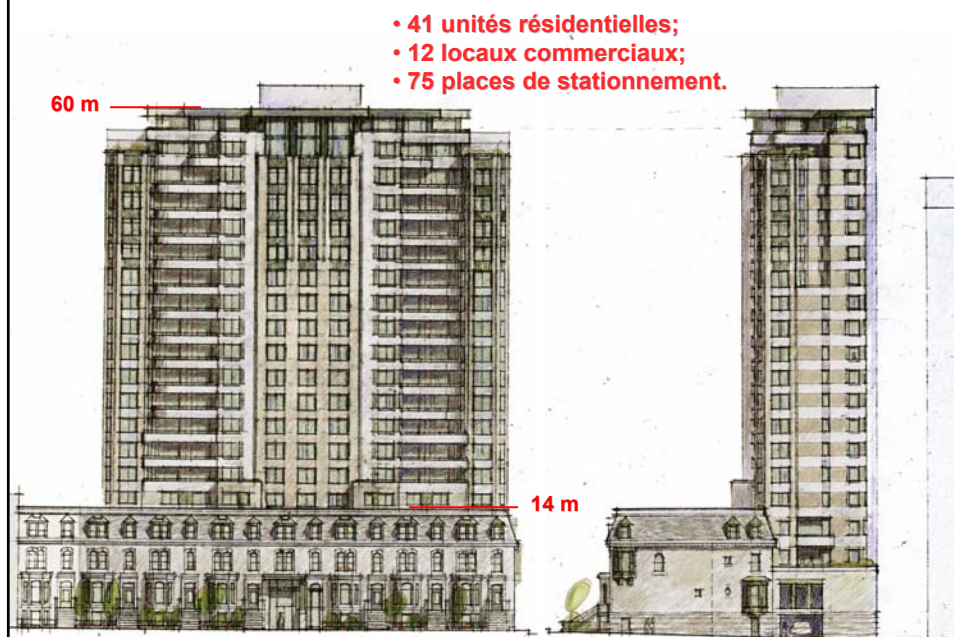 • 41 unités résidentielles;
• 12 locaux commerciaux;
• 75 places de stationnement.
60 m
14 m